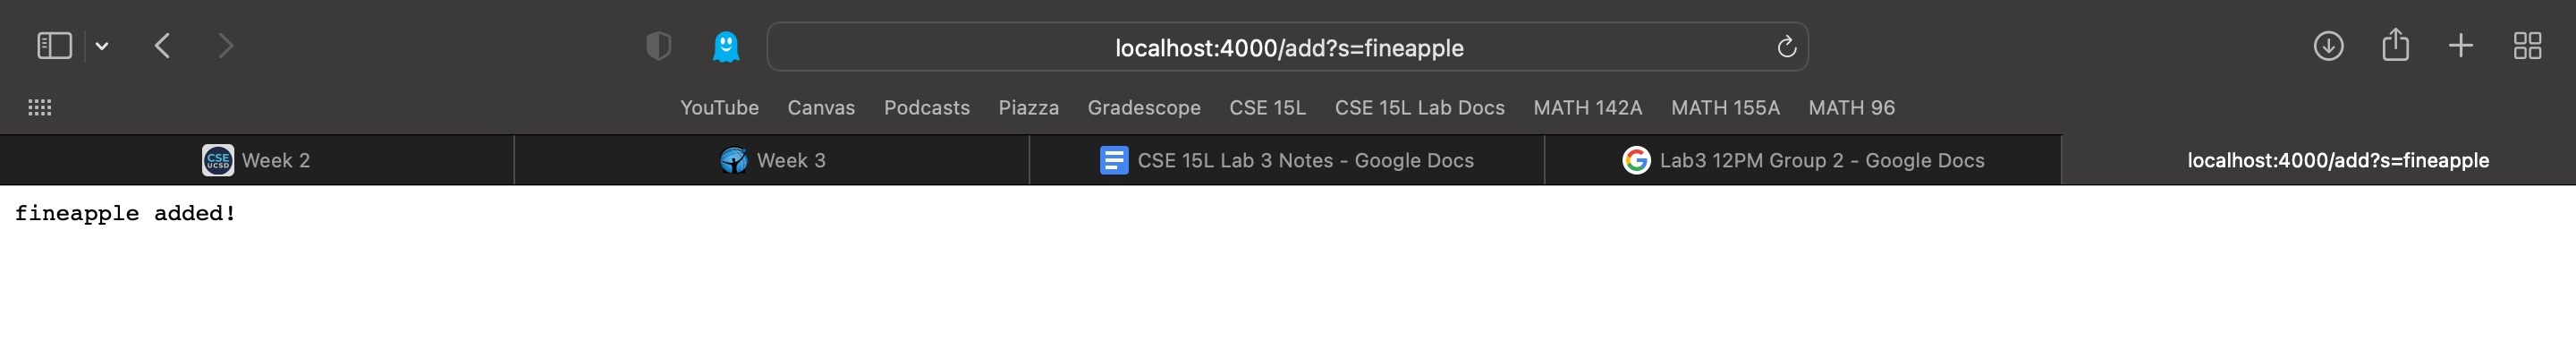 localhost:4000/add?s=fineapple
YouTube Canvas Podcasts Piazza Gradescope CSE 15L CSE 15L Lab Docs MATH 142A MATH 155A MATH 96
CSE UCSD Week 2 Week 3 CSE 15L Lab 3 Notes - Google Docs G Lab3 12PM Group 2 - Google Docs localhost:4000/add?s=fineapple
fineapple added!